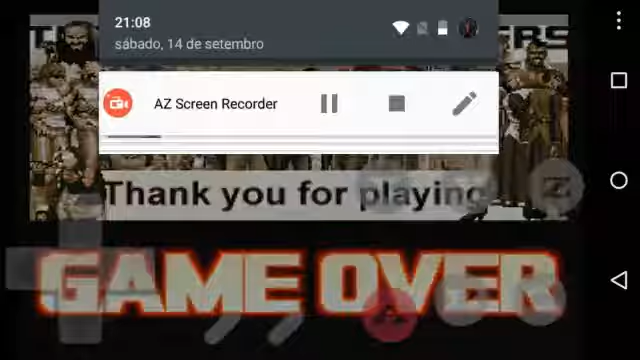 21:08
sábado, 14 de setembro
AZ Screen Recorder
Thank you for playing
GAME OVER
A